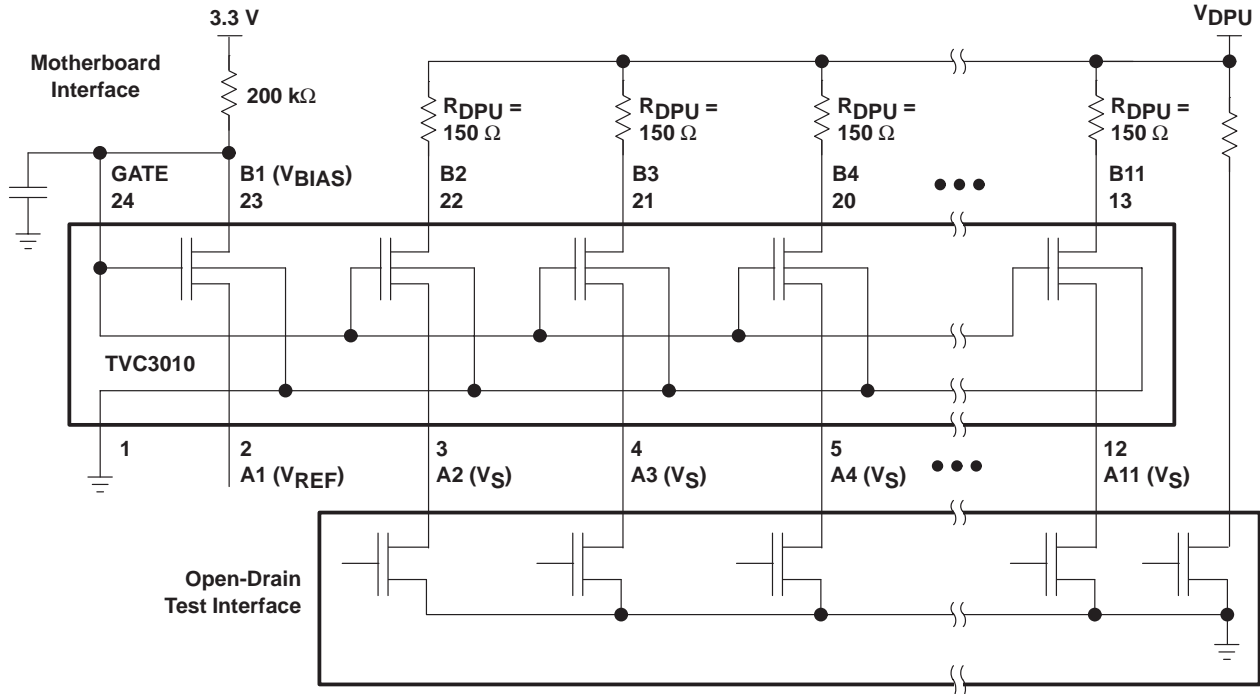 3.3 V
VDPU
Motherboard
Interface
200 kΩ
RDPU =
150 Ω
RDPU =
150 Ω
RDPU =
150 Ω
RDPU =
150 Ω
GATE
24
B1 (VBIAS)
23
B2
22
B3
21
B4
20
B11
13
TVC3010
1
2
A1 (VREF)
3
A2 (VS)
4
A3 (VS)
5
A4 (VS)
12
A11 (VS)
Open-Drain
Test Interface